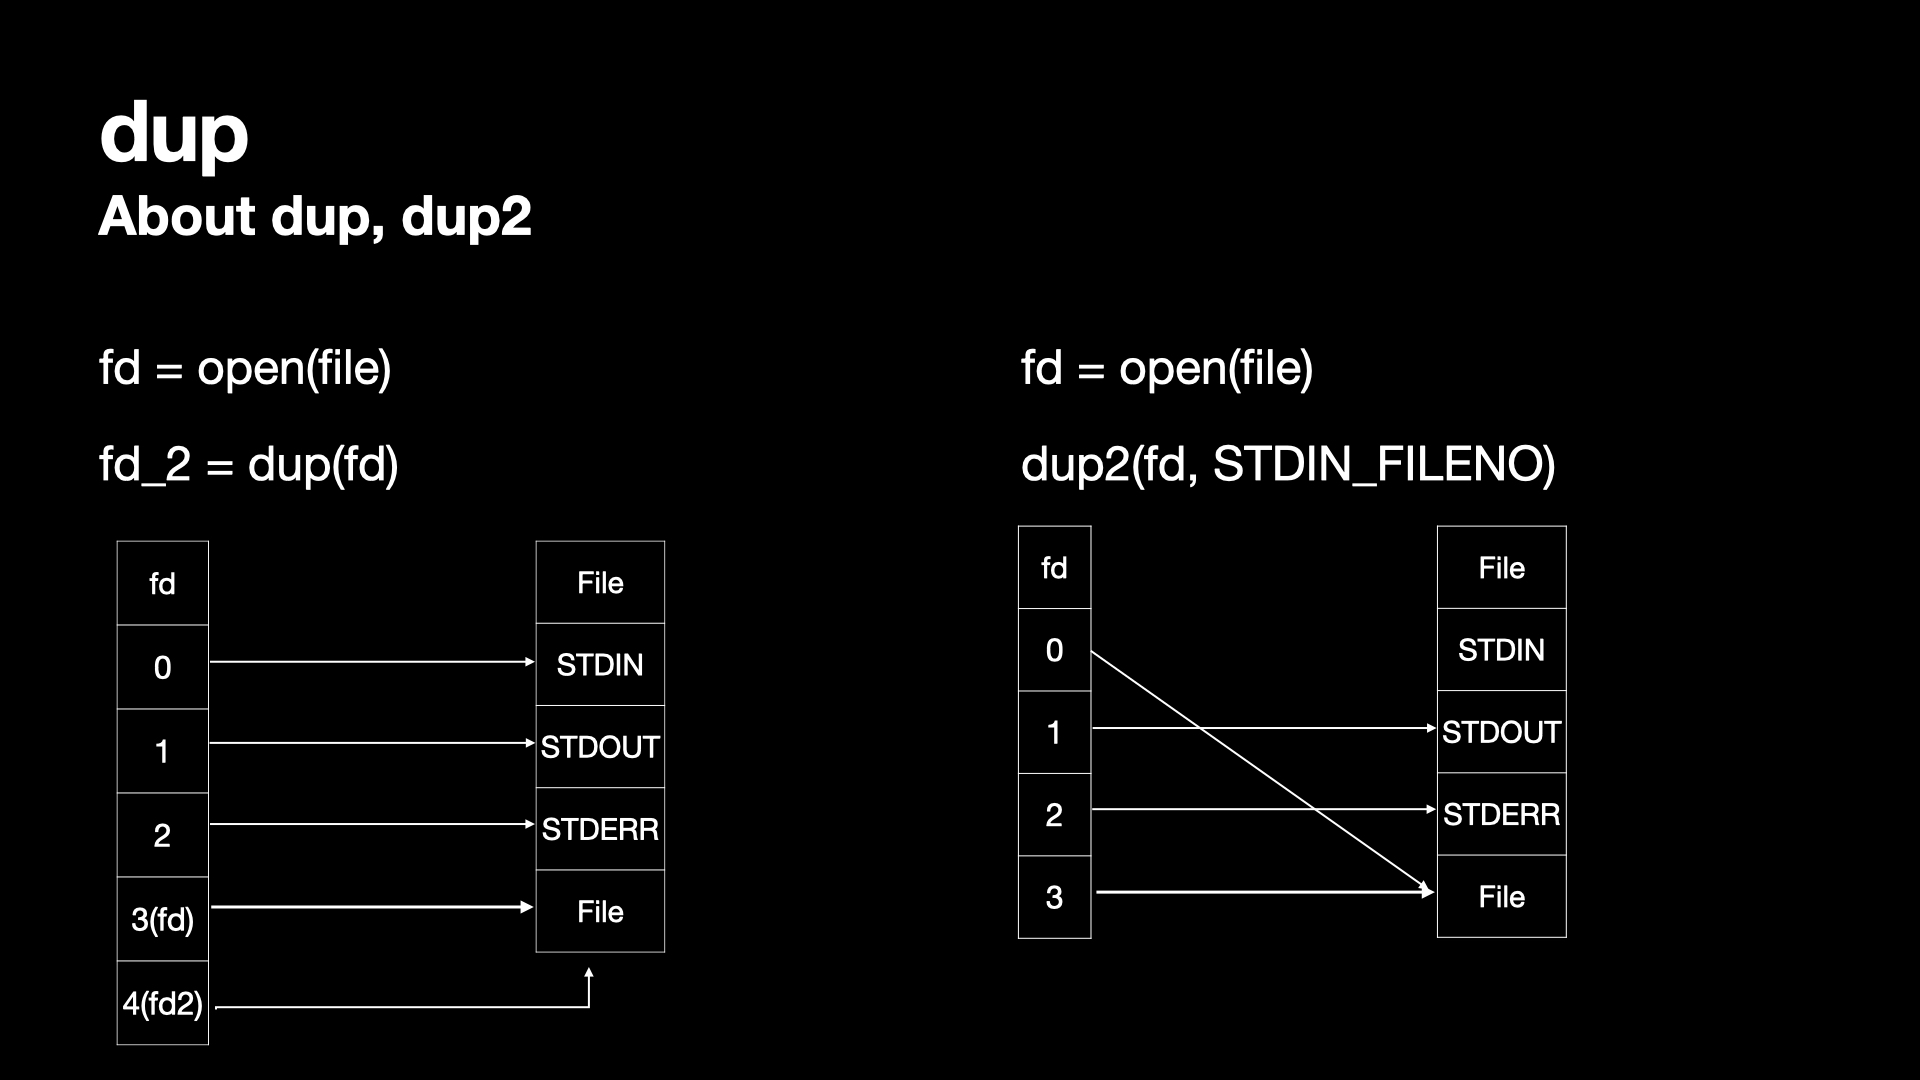 dup
About dup, dup2
fd = open(file)
fd_2 = dup(fd)
fd
0
1
2
3(fd)
4(fd2)
File
STDIN
STDOUT
STDERR
File
fd = open(file)
dup2(fd, STDIN_FILENO)
fd
0
1
2
3
File
STDIN
STDOUT
STDERR
File